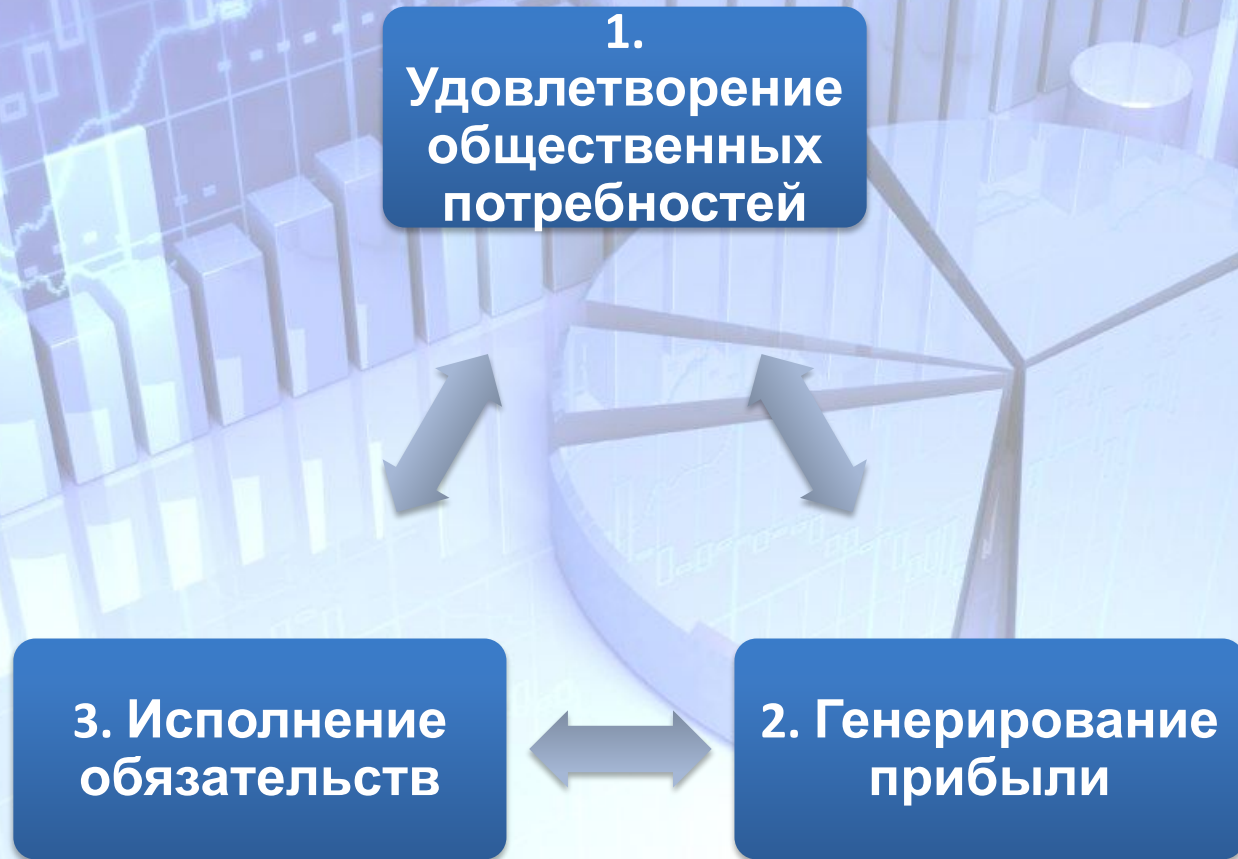 1.
Удовлетворение
общественных
потребностей
3. Исполнение
обязательств
2. Генерирование
прибыли